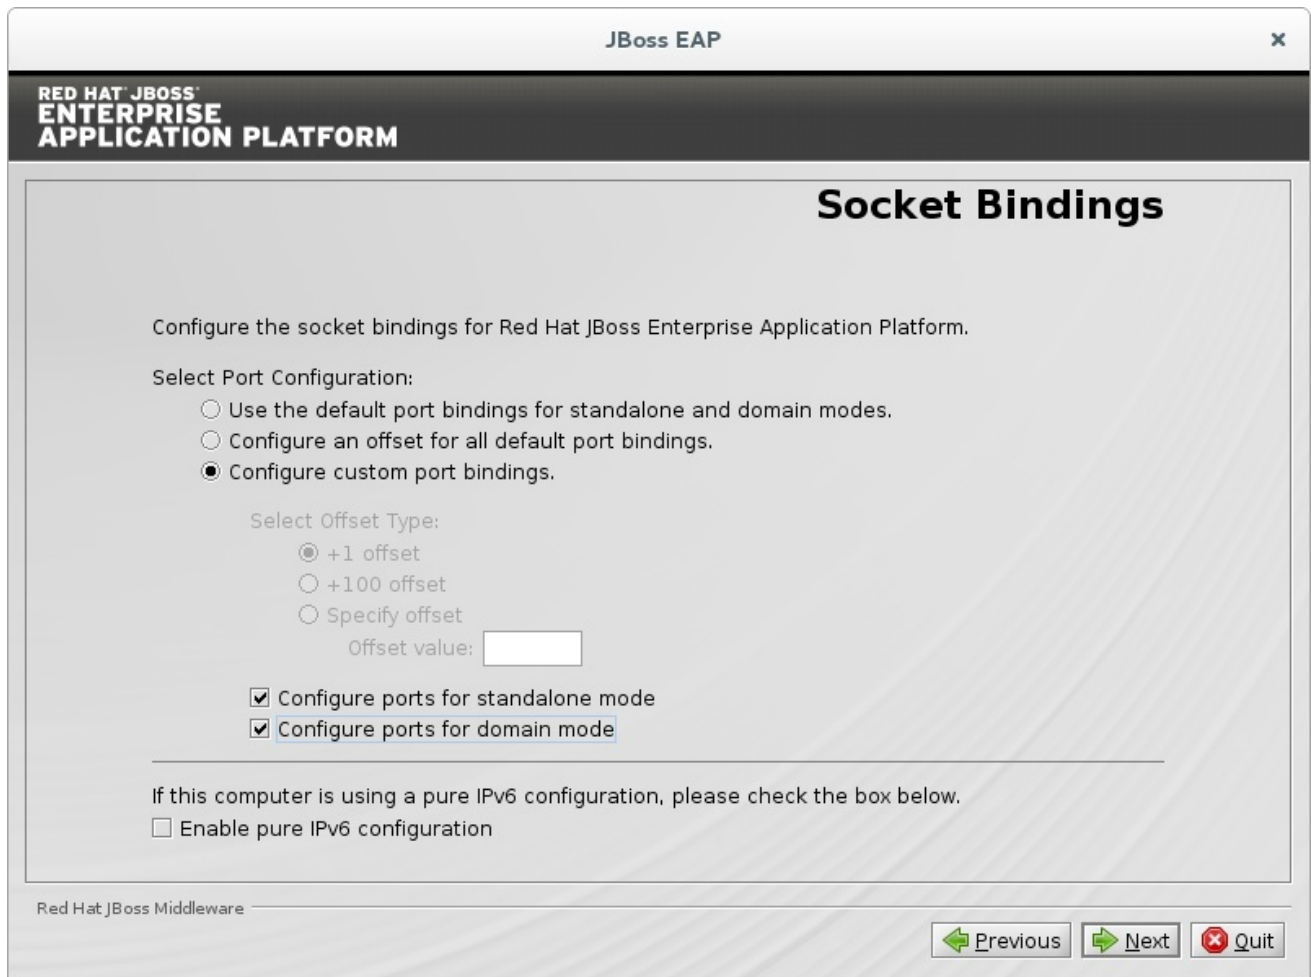 JBoss EAP
RED HAT JBOSS
ENTERPRISE
APPLICATION PLATFORM
Socket Bindings
Configure the socket bindings for Red Hat JBoss Enterprise Application Platform.
Select Port Configuration:
Use the default port bindings for standalone and domain modes.
Configure an offset for all default port bindings.
Configure custom port bindings.
Select Offset Type:
+1 offset
+100 offset
Specify offset
Offset value:
Configure ports for standalone mode
Configure ports for domain mode
If this computer is using a pure IPv6 configuration, please check the box below.
Enable pure IPv6 configuration
Red Hat JBoss Middleware
Previous Next Quit